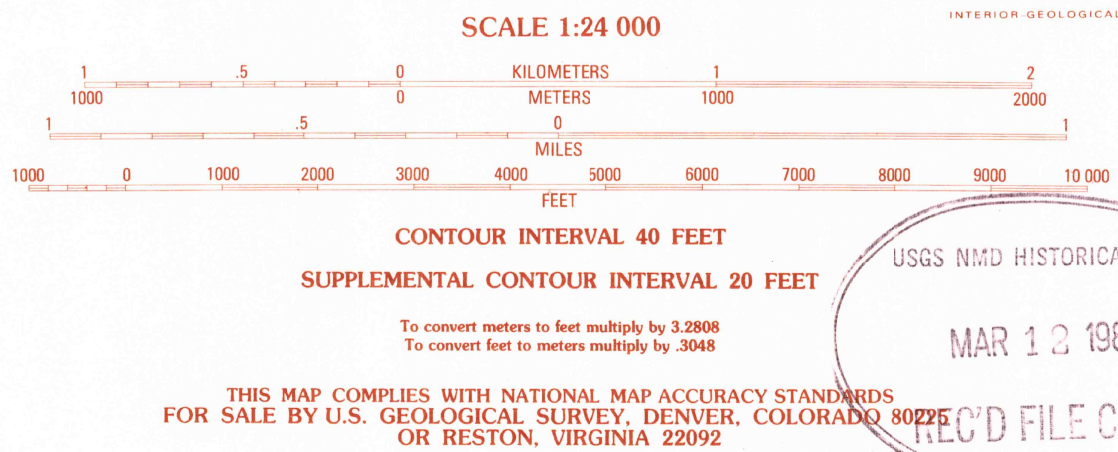 INTERIOR-GEOLOGICAL
SCALE 1:24 000
1 .5 0 KILOMETERS 1 2
1000 0 METERS 1000 2000
1 .5 0 1
MILES
1000 0 1000 2000 3000 4000 5000 6000 7000 8000 9000 10 000
FEET
CONTOUR INTERVAL 40 FEET
SUPPLEMENTAL CONTOUR INTERVAL 20 FEET
To convert meters to feet multiply by 3.2808
To convert feet to meters multiply by .3048
THIS MAP COMPLIES WITH NATIONAL MAP ACCURACY STANDARDS
FOR SALE BY U.S. GEOLOGICAL SURVEY, DENVER, COLORADO 80225
OR RESTON, VIRGINIA 22092
USGS NMD HISTORICA
MAR 12 198
REC'D FILE C